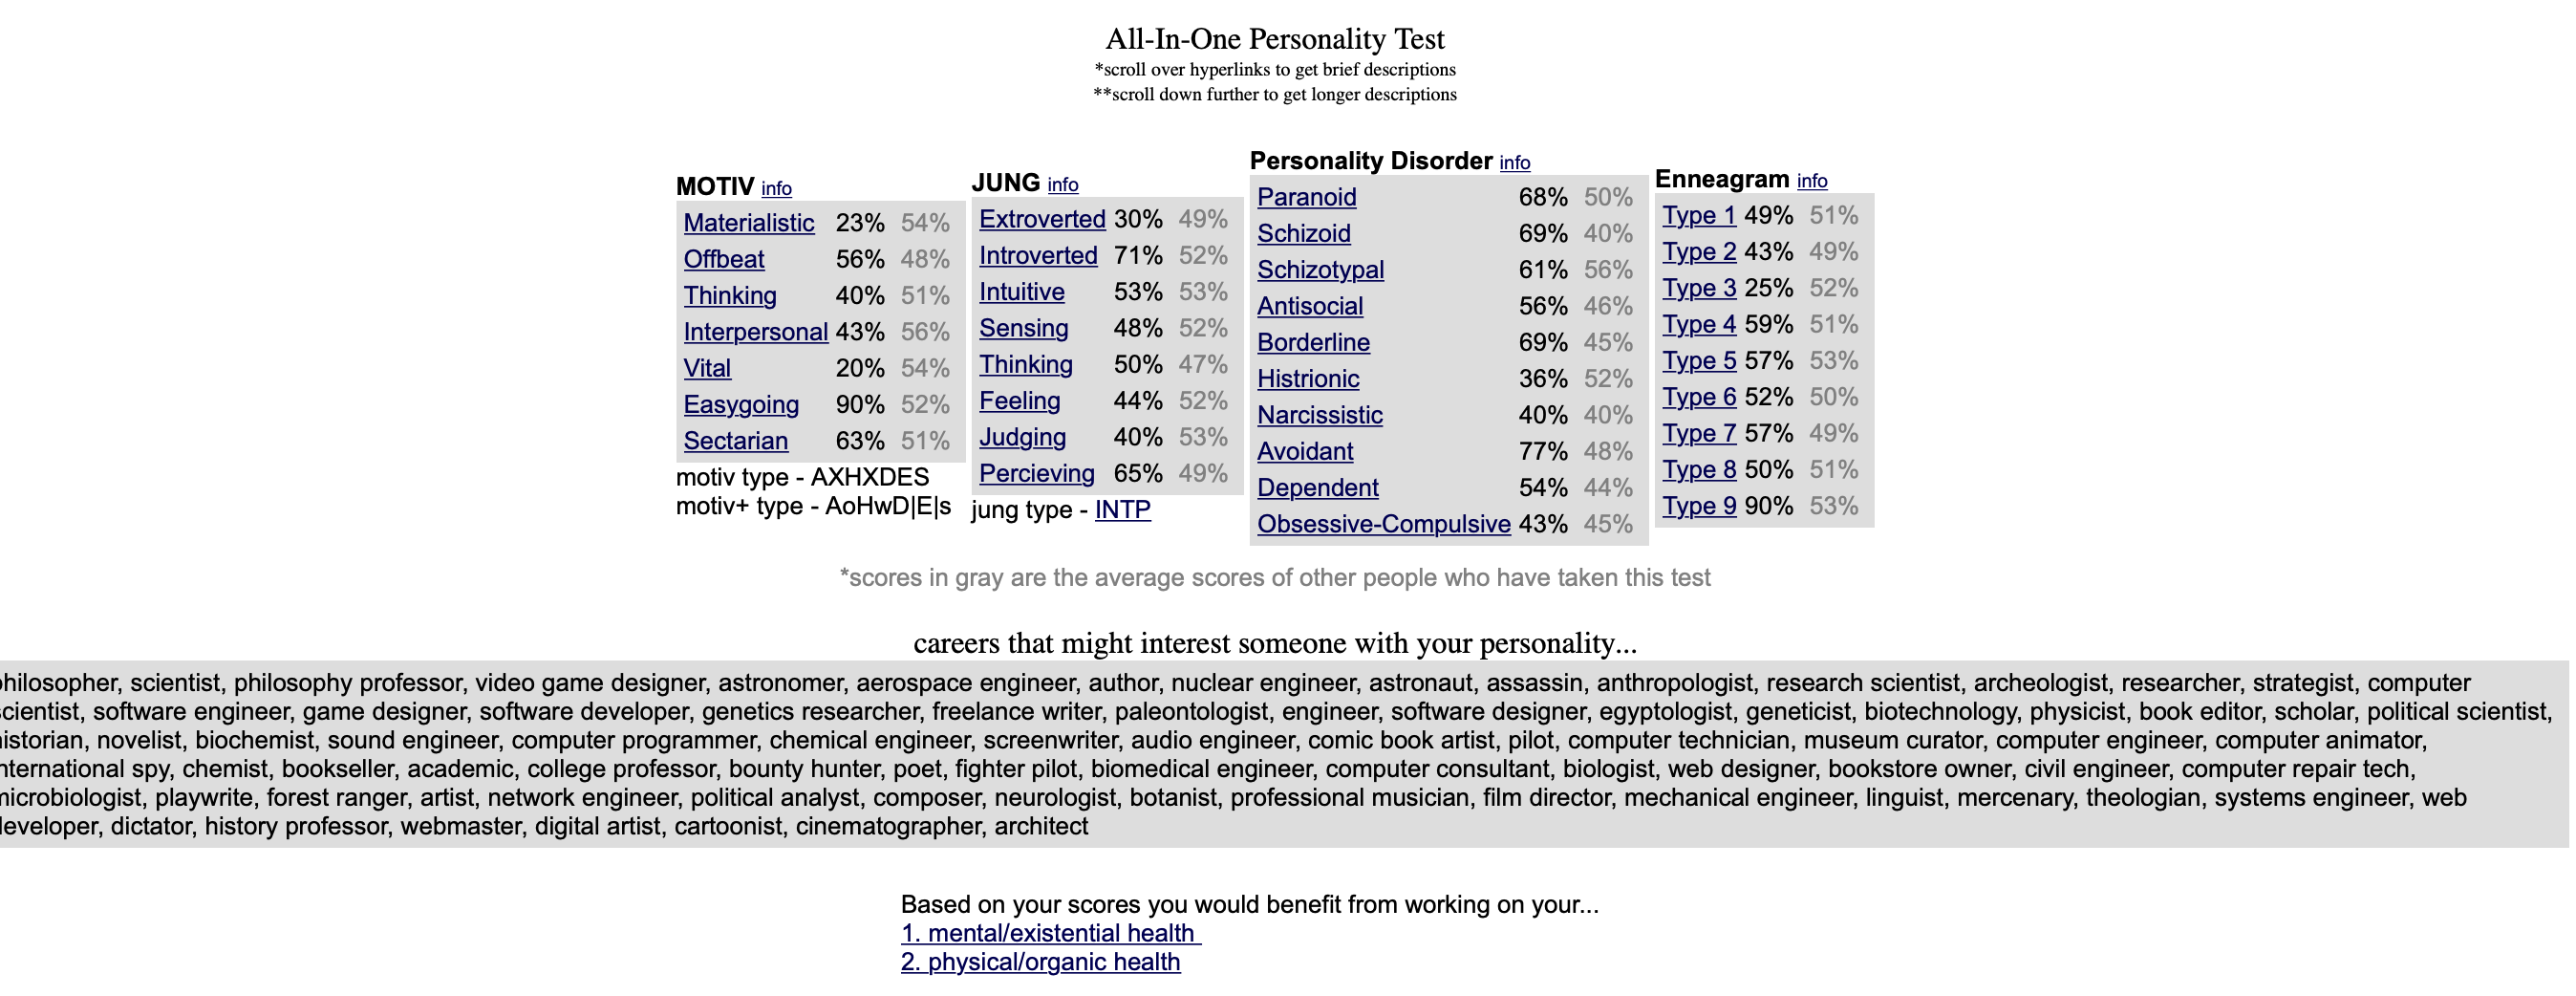 All-In-One Personality Test
*scroll over hyperlinks to get brief descriptions
**scroll down further to get longer descriptions
MOTIV info
Materialistic 23% 54%
Offbeat 56% 48%
Thinking 40% 51%
Interpersonal 43% 56%
Vital 20% 54%
Easygoing 90% 52%
Sectarian 63% 51%
motiv type - AXHXDES
motiv+ type - AoHwD|E|s
JUNG info
Extroverted 30% 49%
Introverted 71% 52%
Intuitive 53% 53%
Sensing 48% 52%
Thinking 50% 47%
Feeling 44% 52%
Judging 40% 53%
Percieving 65% 49%
jung type - INTP
Personality Disorder info
Paranoid 68% 50%
Schizoid 69% 40%
Schizotypal 61% 56%
Antisocial 56% 46%
Borderline 69% 45%
Histrionic 36% 52%
Narcissistic 40% 40%
Avoidant 77% 48%
Dependent 54% 44%
Obsessive-Compulsive 43% 45%
Enneagram info
Type 1 49% 51%
Type 2 43% 49%
Type 3 25% 52%
Type 4 59% 51%
Type 5 57% 53%
Type 6 52% 50%
Type 7 57% 49%
Type 8 50% 51%
Type 9 90% 53%
*scores in gray are the average scores of other people who have taken this test
careers that might interest someone with your personality...
philosopher, scientist, philosophy professor, video game designer, astronomer, aerospace engineer, author, nuclear engineer, astronaut, assassin, anthropologist, research scientist, archeologist, researcher, strategist, computer
scientist, software engineer, game designer, software developer, genetics researcher, freelance writer, paleontologist, engineer, software designer, egyptologist, geneticist, biotechnology, physicist, book editor, scholar, political scientist,
historian, novelist, biochemist, sound engineer, computer programmer, chemical engineer, screenwriter, audio engineer, comic book artist, pilot, computer technician, museum curator, computer engineer, computer animator,
international spy, chemist, bookseller, academic, college professor, bounty hunter, poet, fighter pilot, biomedical engineer, computer consultant, biologist, web designer, bookstore owner, civil engineer, computer repair tech,
microbiologist, playwrite, forest ranger, artist, network engineer, political analyst, composer, neurologist, botanist, professional musician, film director, mechanical engineer, linguist, mercenary, theologian, systems engineer, web
developer, dictator, history professor, webmaster, digital artist, cartoonist, cinematographer, architect
Based on your scores you would benefit from working on your...
1. mental/existential health
2. physical/organic health